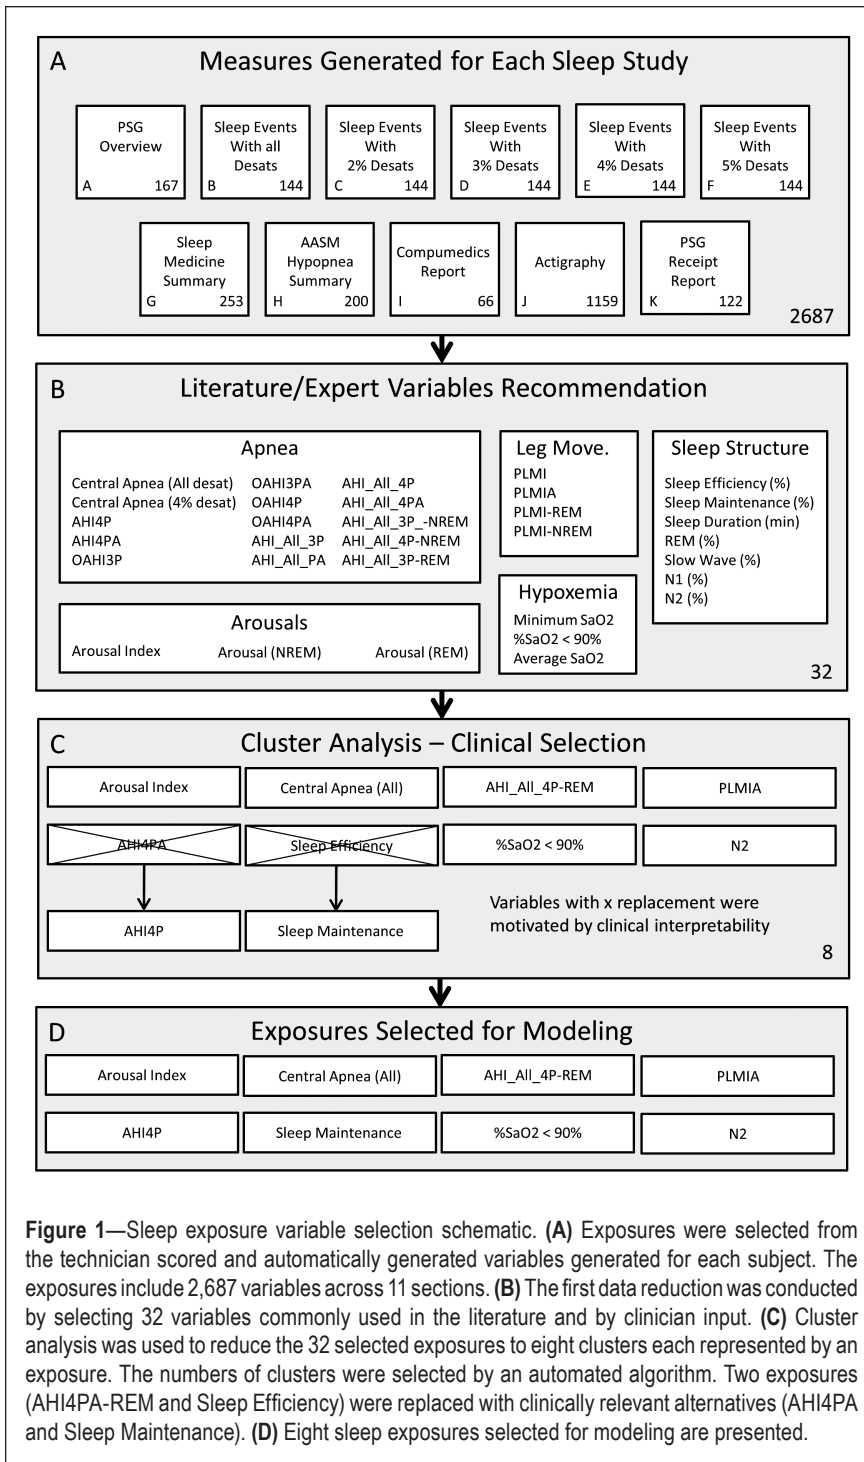 A
Measures Generated for Each Sleep Study
PSG
Overview
A 167
Sleep Events
With all
Desats
B 144
Sleep Events
With
2% Desats
C 144
Sleep Events
With
3% Desats
D 144
Sleep Events
With
4% Desats
E 144
Sleep Events
With
5% Desats
F 144
Sleep
Medicine
Summary
G 253
AASM
Hypopnea
Summary
H 200
Compumedics
Report
I 66
Actigraphy
J 1159
PSG
Receipt
Report
K 122
2687
B
Literature/Expert Variables Recommendation
Apnea
Central Apnea (All desat) OAHI3PA AHI_All_4P
Central Apnea (4% desat) OAHI4P AHI_All_4PA
AHI4P OAHI4PA AHI_All_3P_-NREM
AHI4PA AHI_All_3P AHI_All_4P-NREM
OAHI3P AHI_All_PA AHI_All_3P-REM
Arousals
Arousal Index Arousal (NREM) Arousal (REM)
Leg Move.
PLMI
PLMIA
PLMI-REM
PLMI-NREM
Hypoxemia
Minimum SaO2
%SaO2 < 90%
Average SaO2
Sleep Structure
Sleep Efficiency (%)
Sleep Maintenance (%)
Sleep Duration (min)
REM (%)
Slow Wave (%)
N1 (%)
N2 (%)
32
C
Cluster Analysis – Clinical Selection
Arousal Index Central Apnea (All) AHI_All_4P-REM PLMIA
AHI4PA Sleep Efficiency %SaO2 < 90% N2
AHI4P Sleep Maintenance
Variables with x replacement were
motivated by clinical interpretability
8
D
Exposures Selected for Modeling
Arousal Index Central Apnea (All) AHI_All_4P-REM PLMIA
AHI4P Sleep Maintenance %SaO2 < 90% N2
Figure 1—Sleep exposure variable selection schematic. (A) Exposures were selected from
the technician scored and automatically generated variables generated for each subject. The
exposures include 2,687 variables across 11 sections. (B) The first data reduction was conducted
by selecting 32 variables commonly used in the literature and by clinician input. (C) Cluster
analysis was used to reduce the 32 selected exposures to eight clusters each represented by an
exposure. The numbers of clusters were selected by an automated algorithm. Two exposures
(AHI4PA-REM and Sleep Efficiency) were replaced with clinically relevant alternatives (AHI4PA
and Sleep Maintenance). (D) Eight sleep exposures selected for modeling are presented.